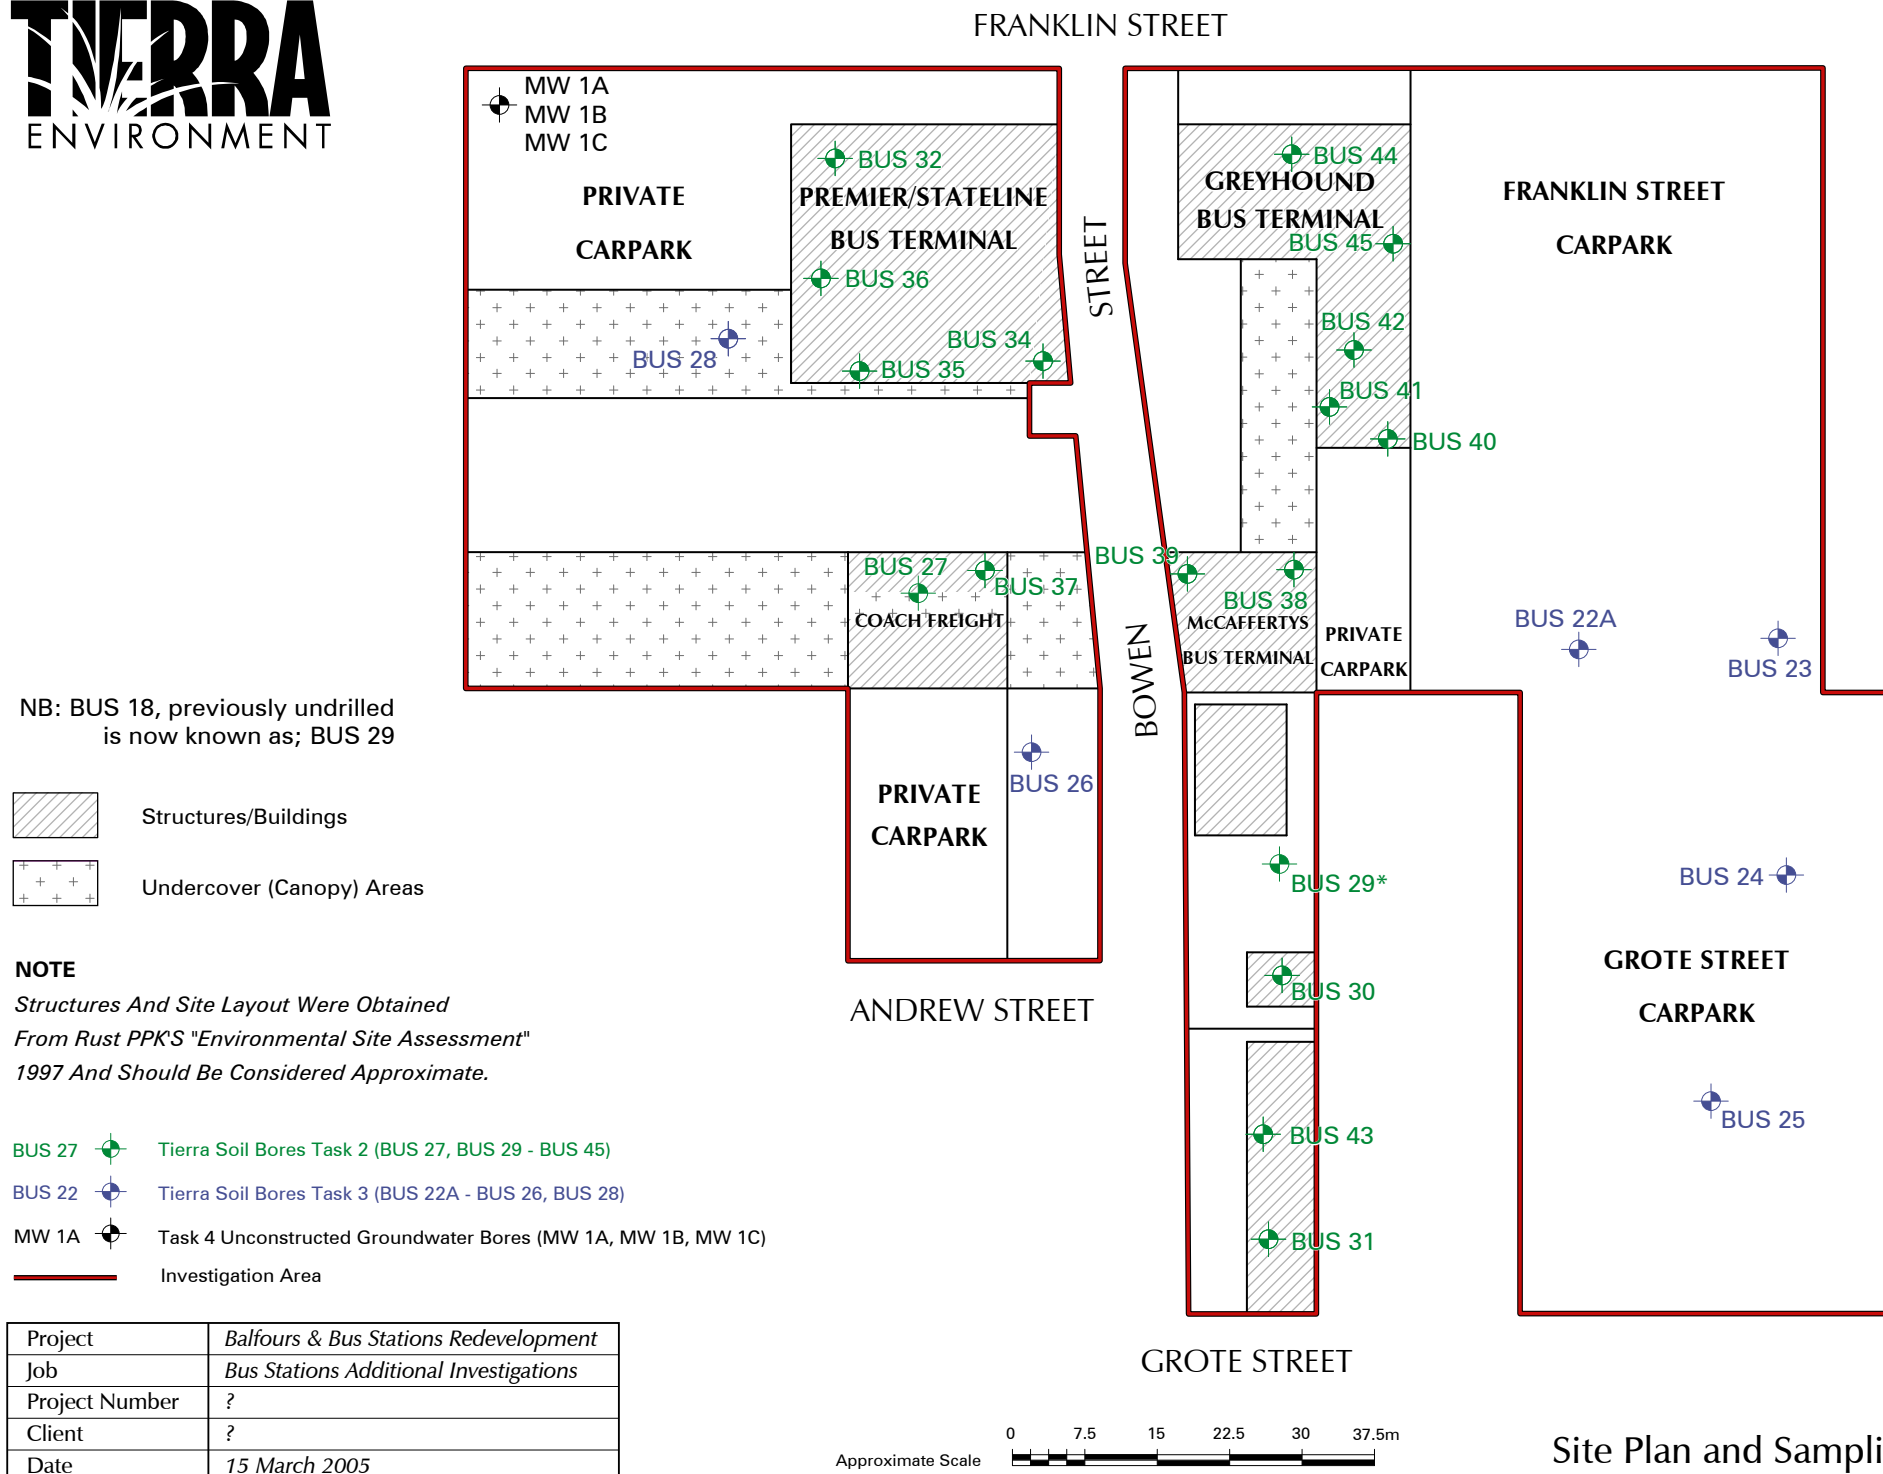 TIERRA
ENVIRONMENT
FRANKLIN STREET
MW 1A
MW 1B
MW 1C
PRIVATE
CARPARK
BUS 32
PREMIER/STATELINE
BUS TERMINAL
BUS 36
BUS 34
BUS 35
BUS 28
STREET
BUS 44
GREYHOUND
BUS TERMINAL
BUS 45
BUS 42
BUS 41
BUS 40
FRANKLIN STREET
CARPARK
BUS 27
BUS 37
COACH FREIGHT
BUS 39
BUS 38
McCAFFERTYS
BUS TERMINAL
PRIVATE
CARPARK
BUS 22A
BUS 23
BOWEN
NB: BUS 18, previously undrilled
is now known as; BUS 29
Structures/Buildings
Undercover (Canopy) Areas
PRIVATE
CARPARK
BUS 26
BUS 29*
BUS 24
BUS 30
GROTE STREET
CARPARK
ANDREW STREET
BUS 25
BUS 43
BUS 31
NOTE
Structures And Site Layout Were Obtained
From Rust PPK'S "Environmental Site Assessment"
1997 And Should Be Considered Approximate.
BUS 27 Tierra Soil Bores Task 2 (BUS 27, BUS 29 - BUS 45)
BUS 22 Tierra Soil Bores Task 3 (BUS 22A - BUS 26, BUS 28)
MW 1A Task 4 Unconstructed Groundwater Bores (MW 1A, MW 1B, MW 1C)
Investigation Area
GROTE STREET
Project Balfours & Bus Stations Redevelopment
Job Bus Stations Additional Investigations
Project Number ?
Client ?
Date 15 March 2005
0 7.5 15 22.5 30 37.5m
Approximate Scale
Site Plan and Sampli